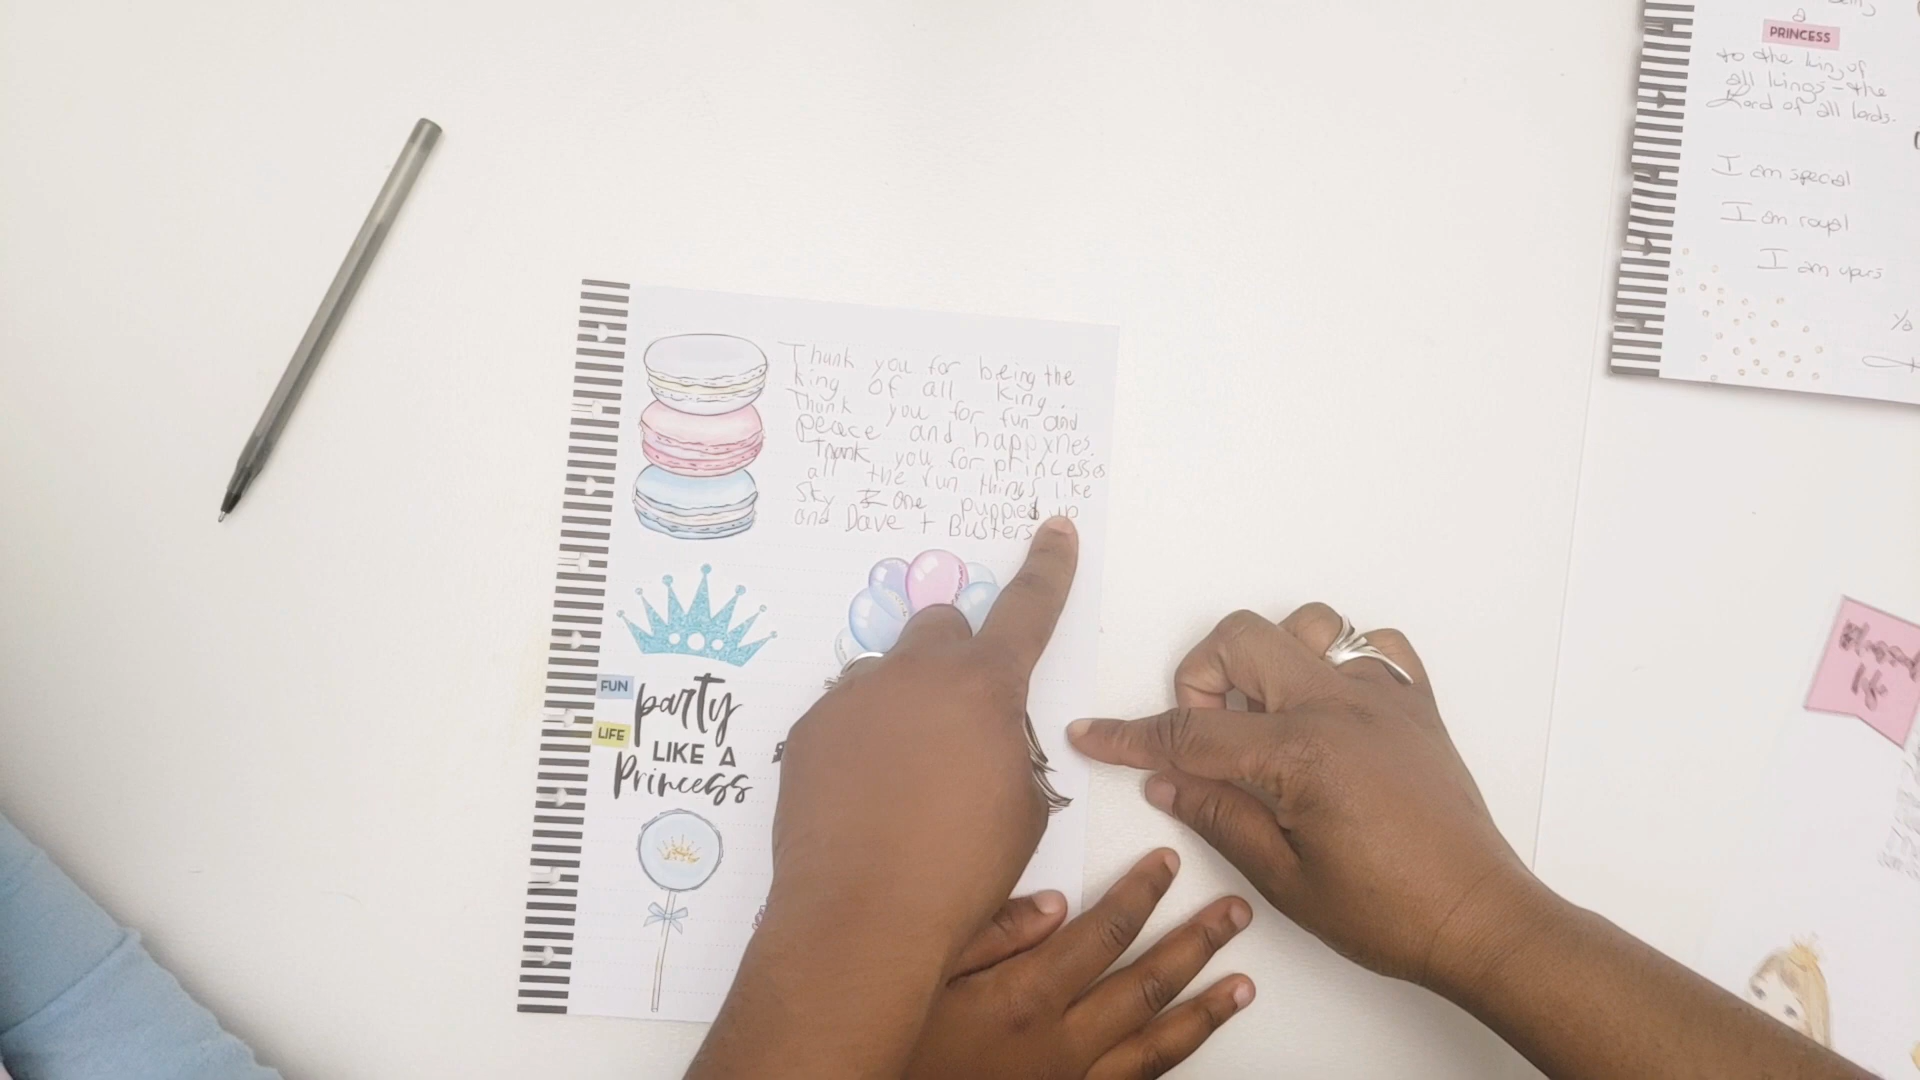 Thank you for being the
king of all king.
Thank you for fun and
peace and happynes.
Thank you for princesses
all the fun things like
Sky one puppies up
and Dave + Busters
FUN
party
LIFE
LIKE A
Princess
a
PRINCESS
to the king of
all kings - the
Lord of all lords.
I am special
I am royal
I am yours